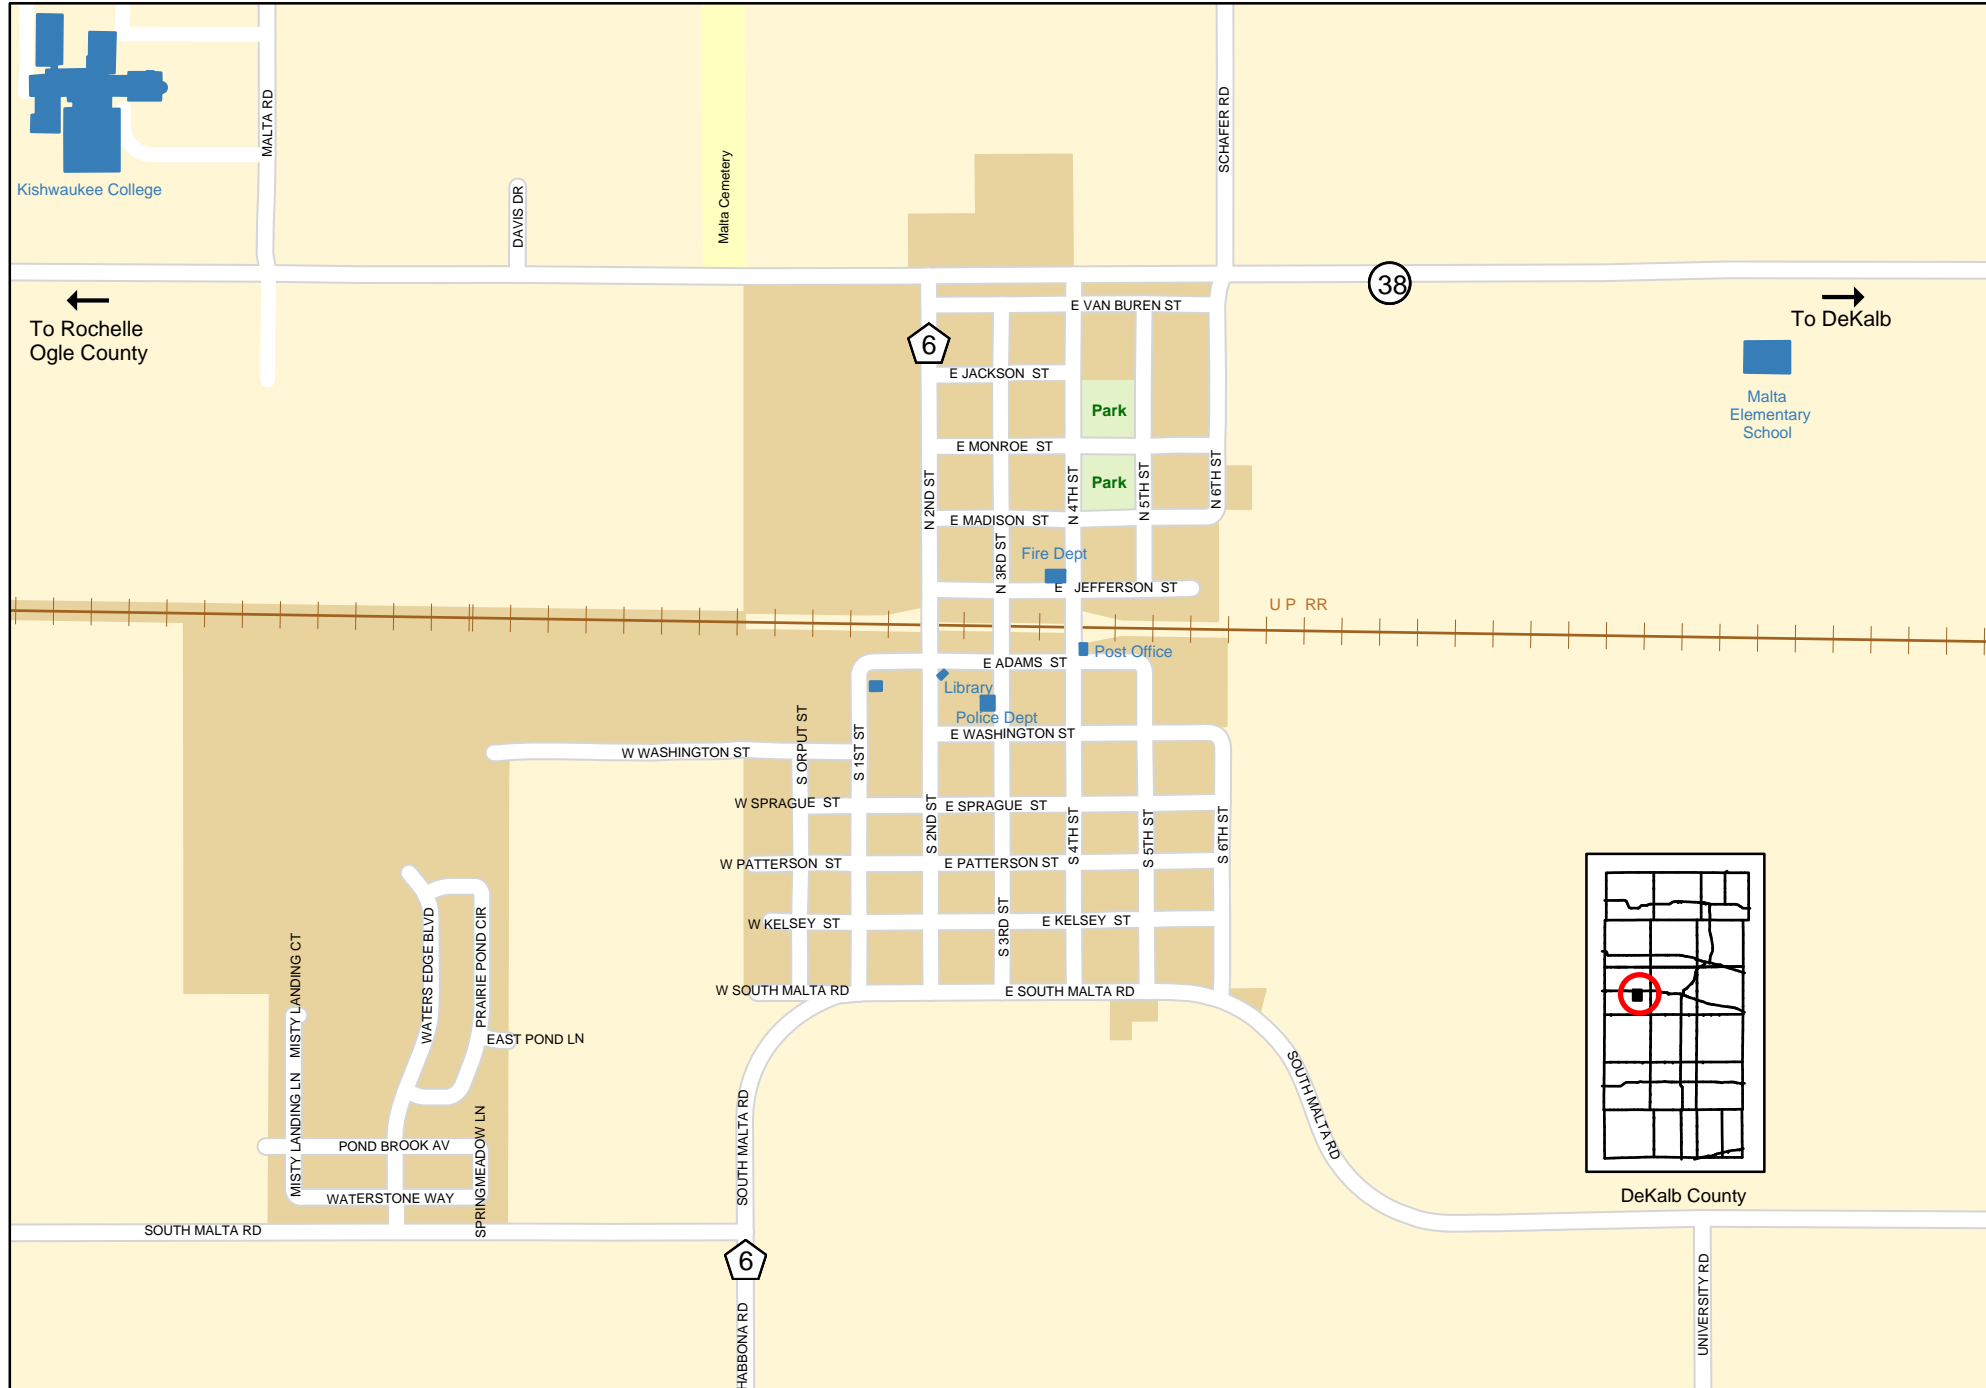 MALTA RD
SCHAFER RD
Kishwaukee College
Malta Cemetery
DAVIS DR
38
To Rochelle
Ogle County
To DeKalb
E VAN BUREN ST
6
E JACKSON ST
Park
Malta
Elementary
School
E MONROE ST
Park
N 2ND ST
N 3RD ST
N 4TH ST
N 5TH ST
N 6TH ST
E MADISON ST
Fire Dept
E JEFFERSON ST
U P RR
Post Office
E ADAMS ST
Library
Police Dept
E WASHINGTON ST
W WASHINGTON ST
S ORPUT ST
S 1ST ST
W SPRAGUE ST
E SPRAGUE ST
S 2ND ST
S 3RD ST
S 4TH ST
S 5TH ST
S 6TH ST
W PATTERSON ST
E PATTERSON ST
W KELSEY ST
E KELSEY ST
W SOUTH MALTA RD
E SOUTH MALTA RD
WATERS EDGE BLVD
PRAIRIE POND CIR
MISTY LANDING CT
EAST POND LN
MISTY LANDING LN
POND BROOK AV
SPRINGMEADOW LN
WATERSTONE WAY
SOUTH MALTA RD
SOUTH MALTA RD
SOUTH MALTA RD
DeKalb County
6
HABBONA RD
UNIVERSITY RD